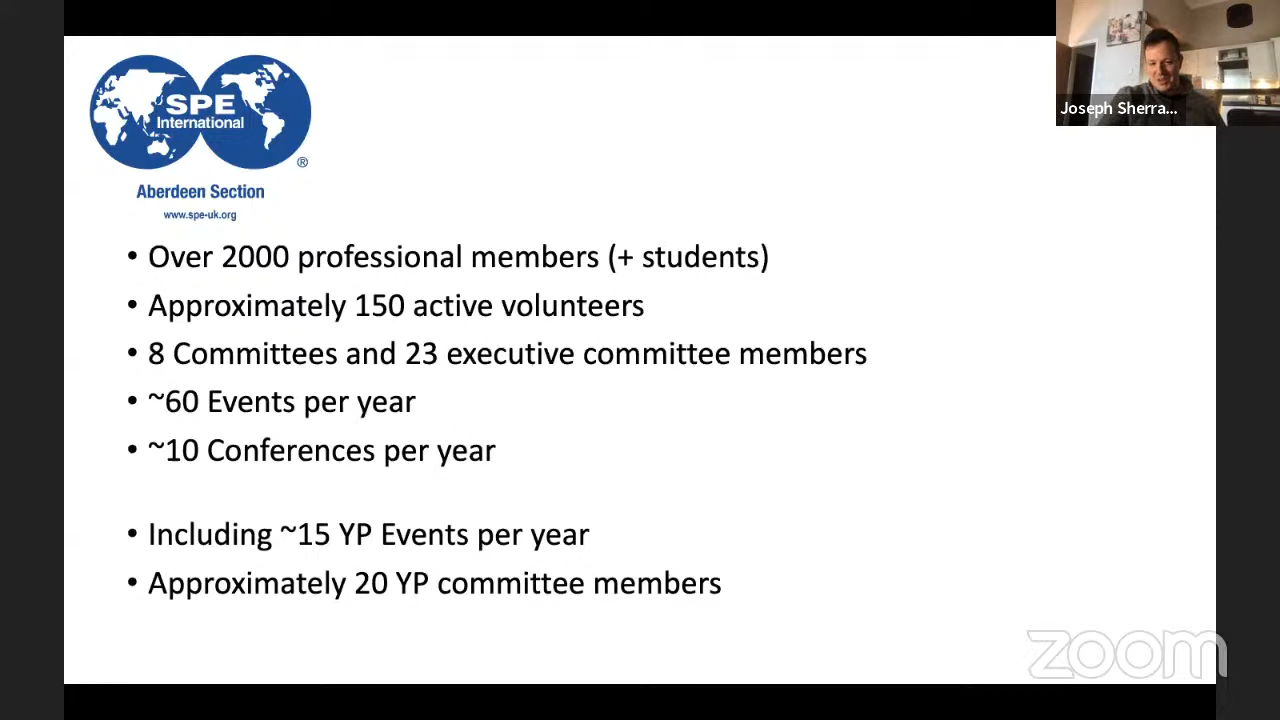 SPE
International
®
Aberdeen Section
www.spe-uk.org
Joseph Sherra...
• Over 2000 professional members (+ students)
• Approximately 150 active volunteers
• 8 Committees and 23 executive committee members
• ~60 Events per year
• ~10 Conferences per year
• Including ~15 YP Events per year
• Approximately 20 YP committee members
zoom